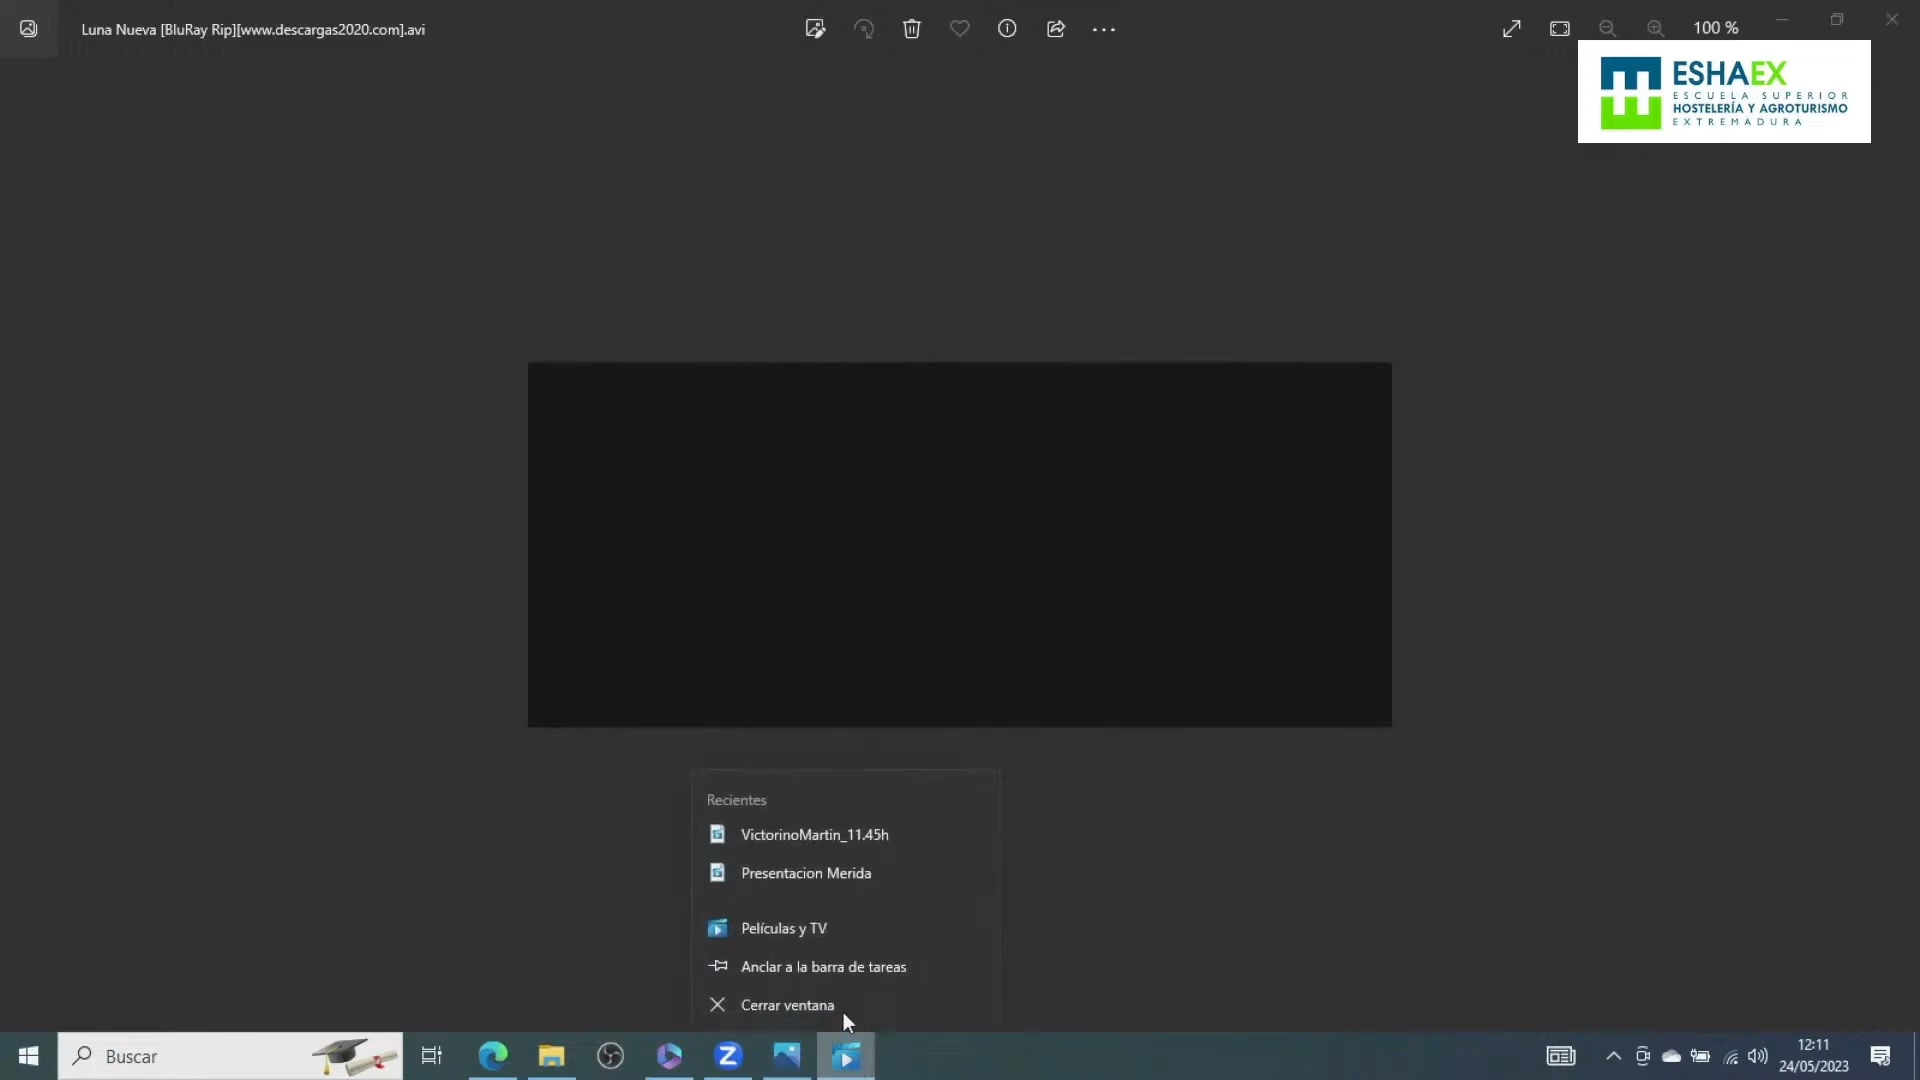 Luna Nueva [BluRay Rip][www.descargas2020.com].avi
100 %
ESHAEX
ESCUELA SUPERIOR
HOSTELERÍA Y AGROTURISMO
EXTREMADURA
Recientes
VictorinoMartin_11.45h
Presentacion Merida
Películas y TV
Anclar a la barra de tareas
Cerrar ventana
Buscar
12:11
24/05/2023